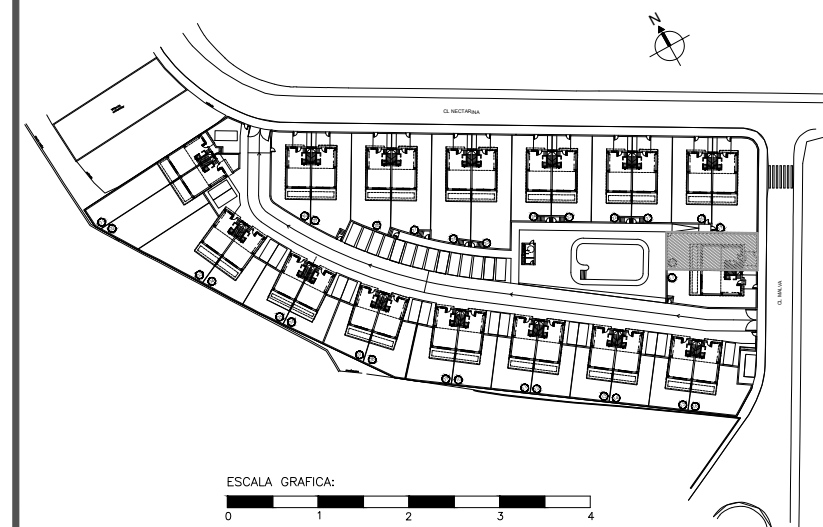 N
CL NECTARINA
CL MALVA
ESCALA GRAFICA:
0 1 2 3 4